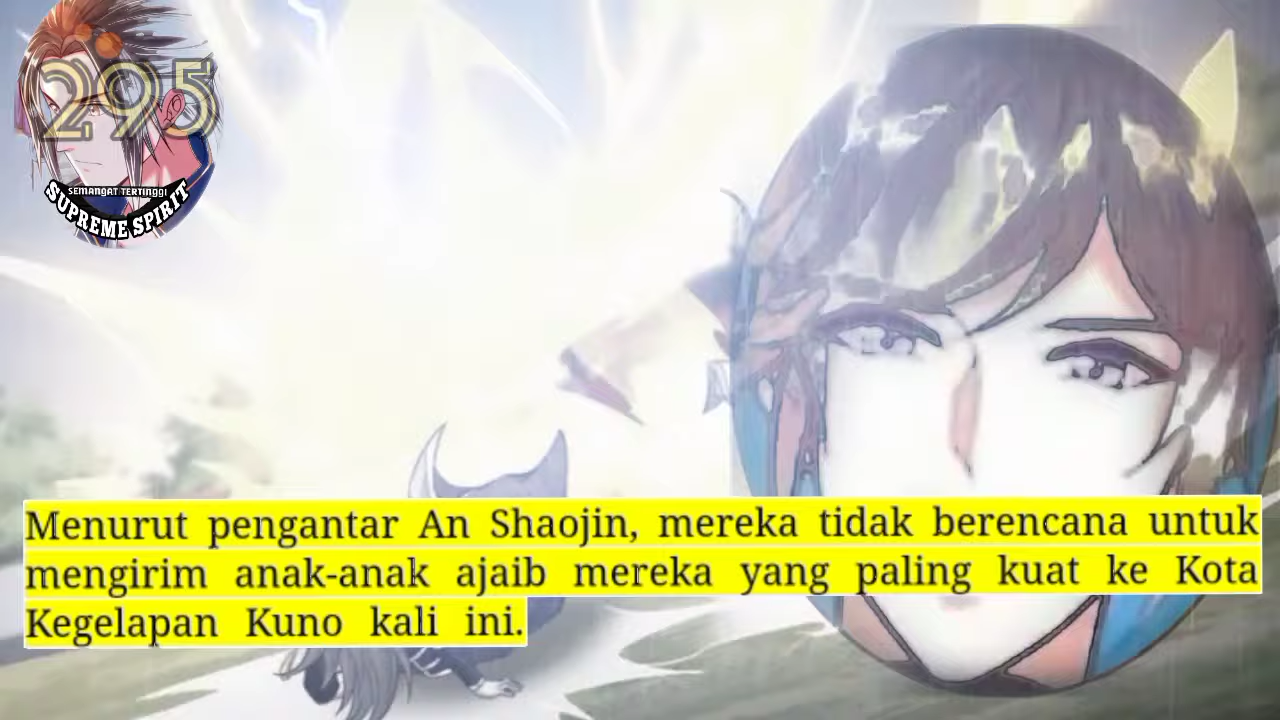 295
SEMANGAT TERTINGGI
SUPREME SPIRIT
Menurut pengantar An Shaojin, mereka tidak berencana untuk
mengirim anak-anak ajaib mereka yang paling kuat ke Kota
Kegelapan Kuno kali ini.